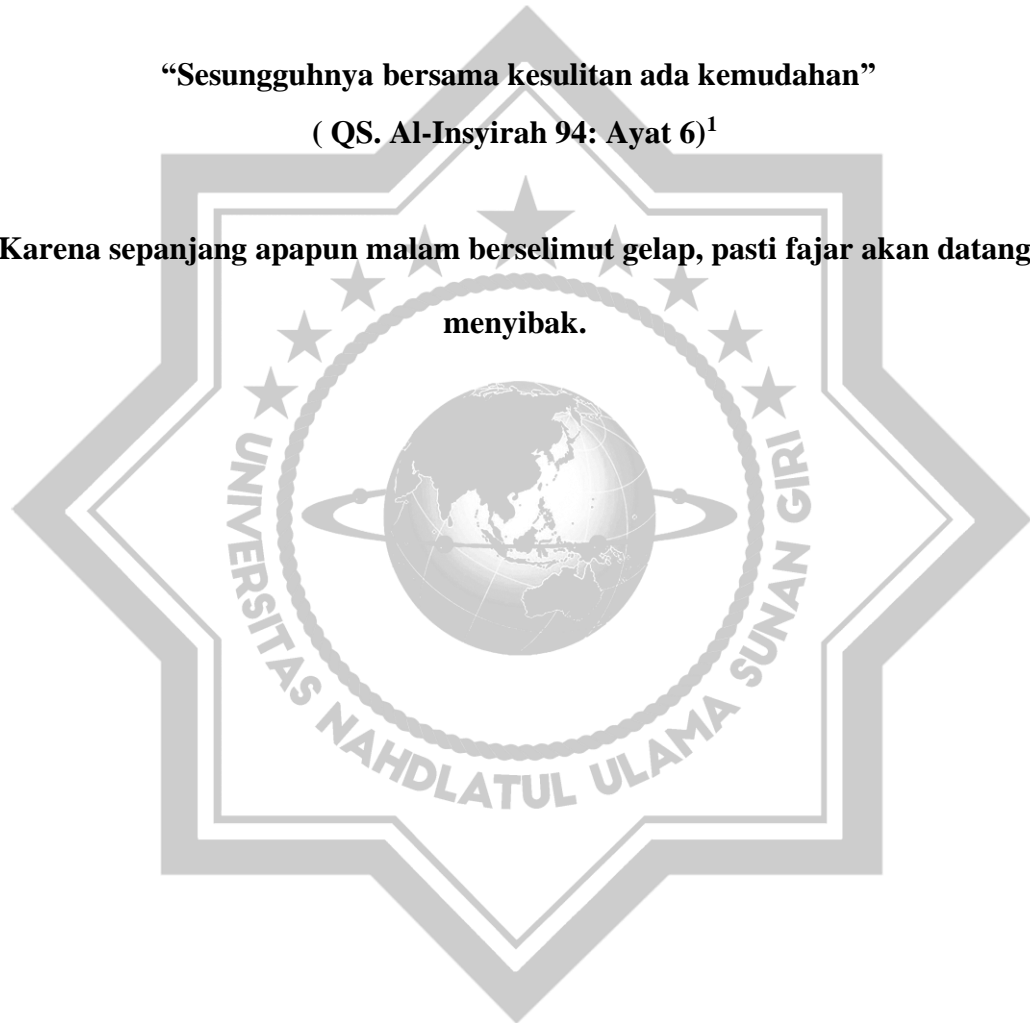 “Sesungguhnya bersama kesulitan ada kemudahan”
( QS. Al-Insyirah 94: Ayat 6)¹
Karena sepanjang apapun malam berselimut gelap, pasti fajar akan datang
menyibak.
UNIVERSITAS NAHDLATUL ULAMA SUNAN GIRI